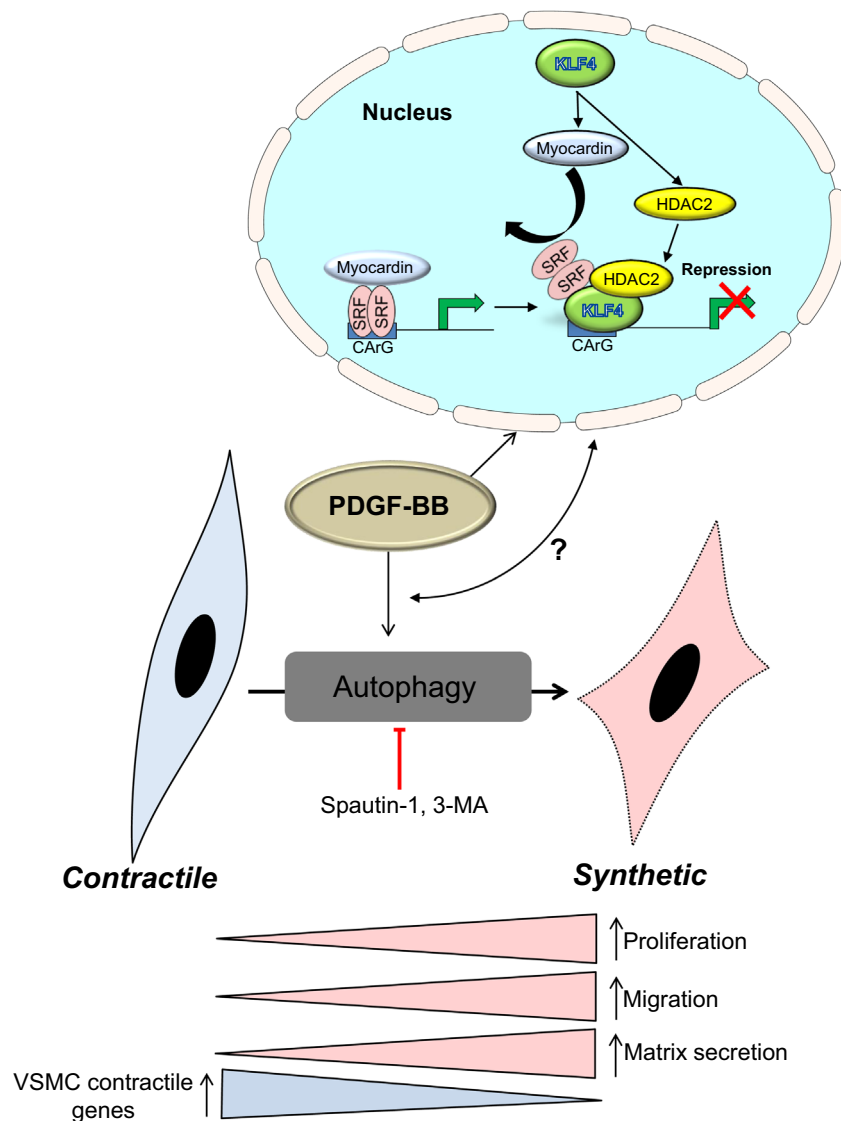 KLF4
Nucleus
Myocardin
HDAC2
Myocardin
SRF
SRF
HDAC2
Repression
SRF
SRF
KLF4
CArG
CArG
PDGF-BB
?
Autophagy
Spautin-1, 3-MA
Contractile
Synthetic
Proliferation
Migration
Matrix secretion
VSMC contractile
genes